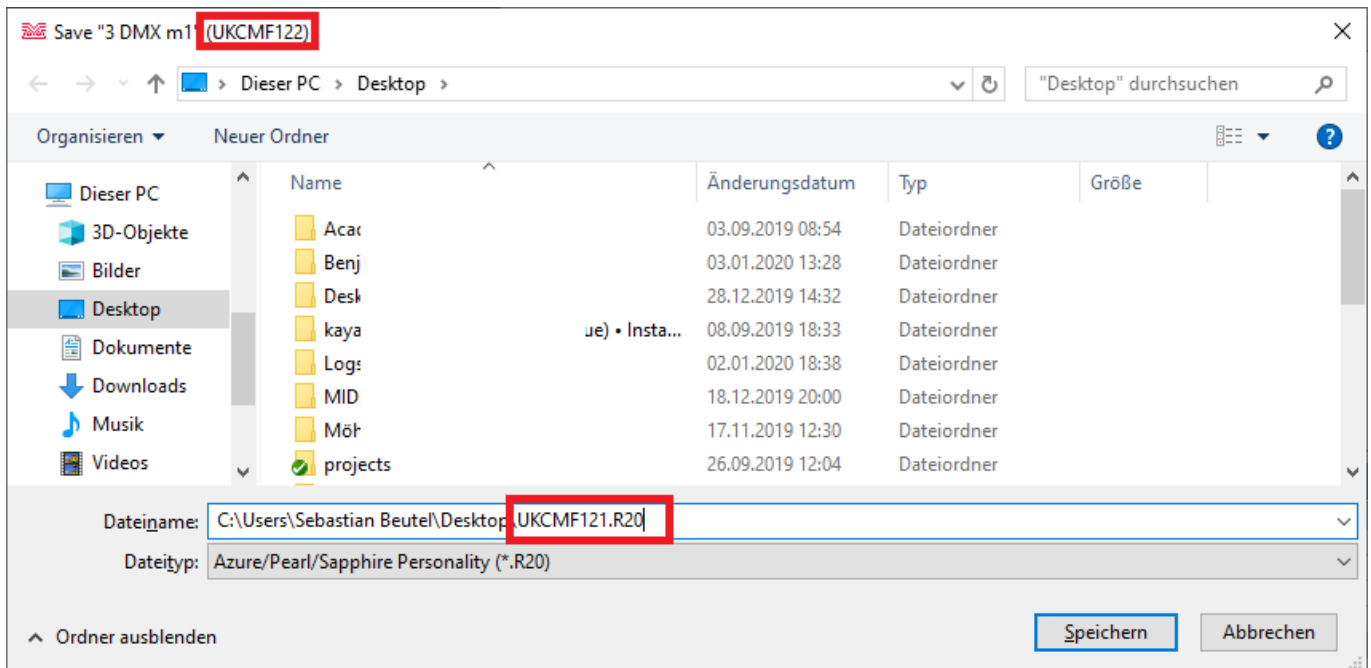 Save "3 DMX m1" (UKCMF122)
Dieser PC > Desktop >
"Desktop" durchsuchen
Organisieren
Neuer Ordner
Name Änderungsdatum Typ Größe
Dieser PC
3D-Objekte
Bilder
Desktop
Dokumente
Downloads
Musik
Videos
Acac 03.09.2019 08:54 Dateiordner
Benj 03.01.2020 13:28 Dateiordner
Desk 28.12.2019 14:32 Dateiordner
kaya ue) • Insta... 08.09.2019 18:33 Dateiordner
Logs 02.01.2020 18:38 Dateiordner
MID 18.12.2019 20:00 Dateiordner
Möh 17.11.2019 12:30 Dateiordner
projects 26.09.2019 12:04 Dateiordner
Dateiname: C:\Users\Sebastian Beutel\Desktop\UKCMF121.R20
Dateityp: Azure/Pearl/Sapphire Personality (*.R20)
Ordner ausblenden
Speichern
Abbrechen